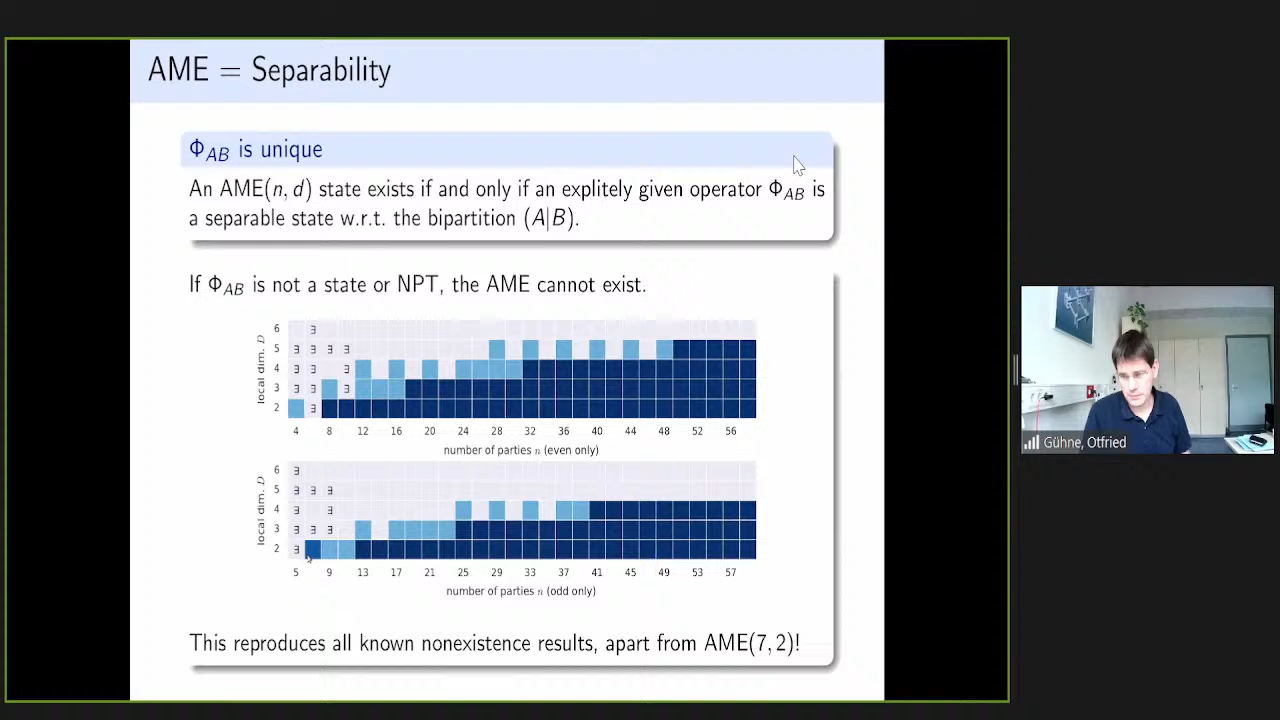 AME = Separability
Φ_AB is unique
An AME(n, d) state exists if and only if an explitely given operator Φ_AB is
a separable state w.r.t. the bipartition (A|B).
If Φ_AB is not a state or NPT, the AME cannot exist.
local dim. D
6 ∃
5 ∃ ∃ ∃ ∃
4 ∃ ∃ ∃ ∃
3 ∃ ∃ ∃
2 ∃
4 8 12 16 20 24 28 32 36 40 44 48 52 56
number of parties n (even only)
local dim. D
6 ∃
5 ∃ ∃ ∃
4 ∃ ∃
3 ∃ ∃ ∃
2 ∃
5 9 13 17 21 25 29 33 37 41 45 49 53 57
number of parties n (odd only)
This reproduces all known nonexistence results, apart from AME(7, 2)!
Gühne, Otfried